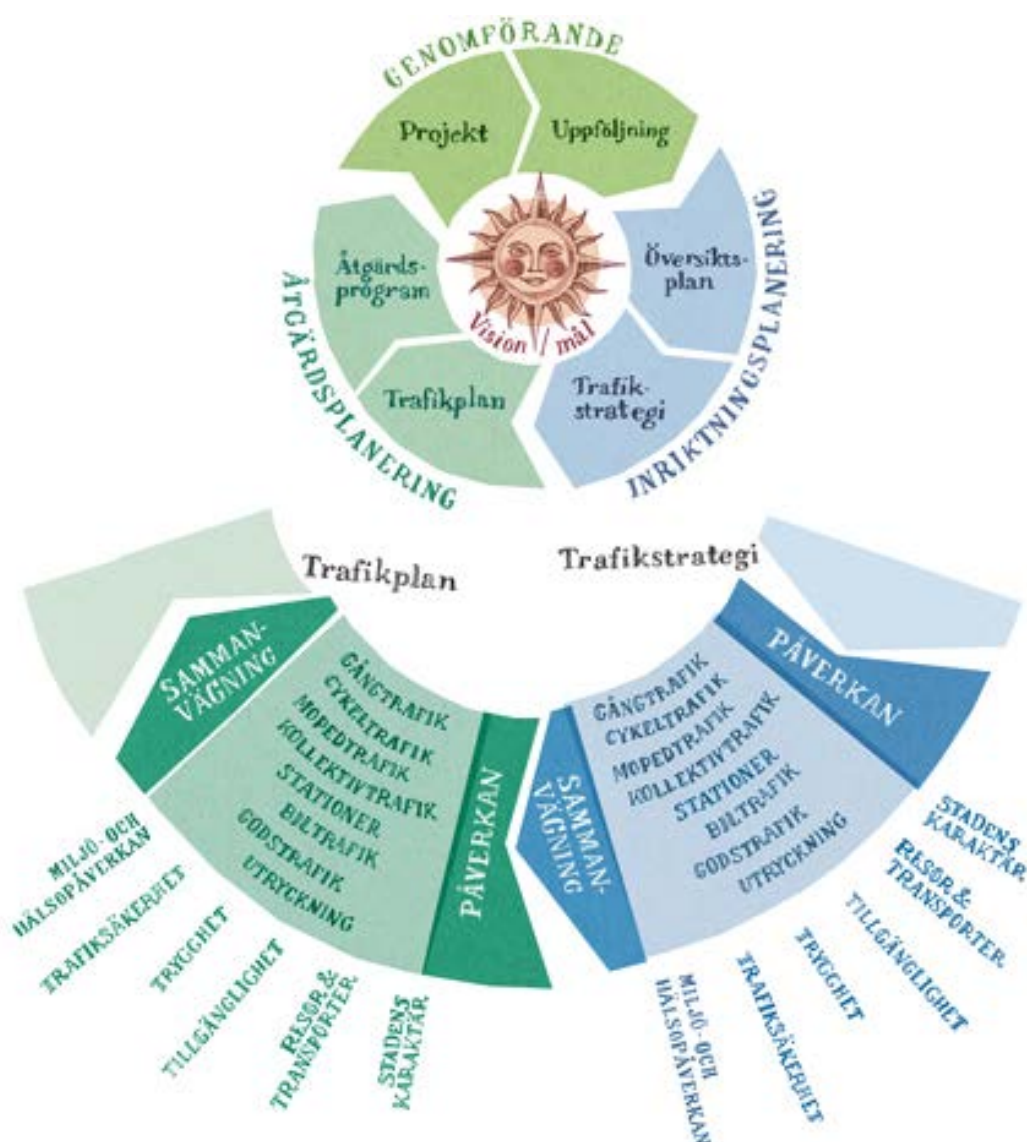 GENOMFÖRANDE
Projekt
Uppföljning
Åtgärds-
program
Översikts-
plan
Vision / mål
Trafikplan
Trafik-
strategi
ÅTGÄRDSPLANERING
INRIKTNINGSPLANERING
Trafikplan
SAMMAN-
VÄGNING
GÅNGTRAFIK
CYKELTRAFIK
MOPEDTRAFIK
KOLLEKTIVTRAFIK
STATIONER
BILTRAFIK
GODSTRAFIK
UTRYCKNING
PÅVERKAN
MILJÖ- OCH
HÄLSOPÅVERKAN
TRAFIKSÄKERHET
TRYGGHET
TILLGÄNGLIGHET
RESOR &
TRANSPORTER
STADENS
KARAKTÄR
Trafikstrategi
PÅVERKAN
GÅNGTRAFIK
CYKELTRAFIK
MOPEDTRAFIK
KOLLEKTIVTRAFIK
STATIONER
BILTRAFIK
GODSTRAFIK
UTRYCKNING
SAMMAN-
VÄGNING
STADENS
KARAKTÄR
RESOR &
TRANSPORTER
TILLGÄNGLIGHET
TRYGGHET
TRAFIKSÄKERHET
MILJÖ- OCH
HÄLSOPÅVERKAN